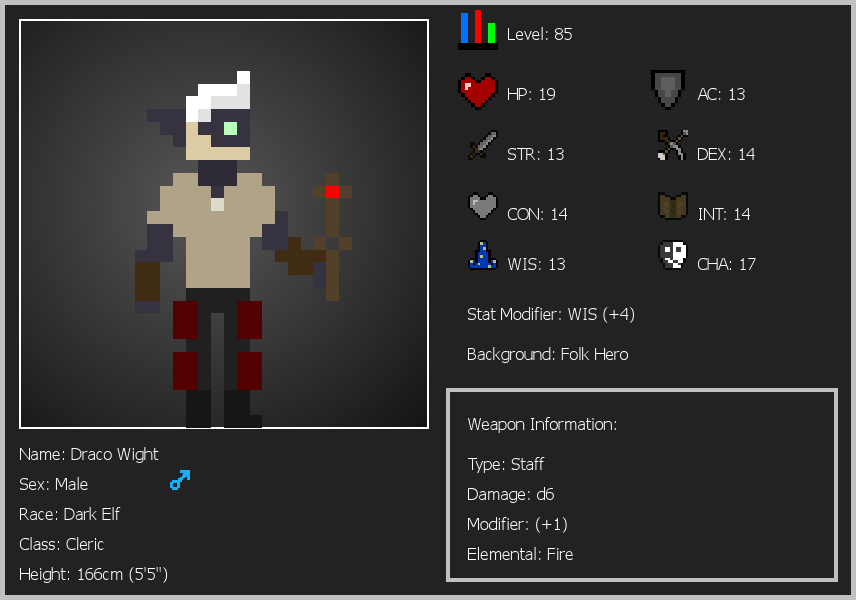 Level: 85
HP: 19
AC: 13
STR: 13
DEX: 14
CON: 14
INT: 14
WIS: 13
CHA: 17
Stat Modifier: WIS (+4)
Background: Folk Hero
Weapon Information:
Type: Staff
Damage: d6
Modifier: (+1)
Elemental: Fire
Name: Draco Wight
Sex: Male
Race: Dark Elf
Class: Cleric
Height: 166cm (5'5")